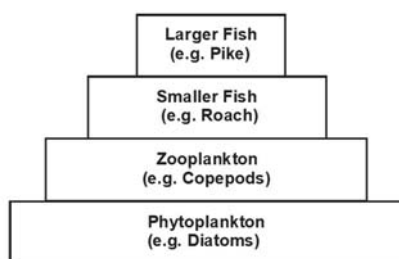 Larger Fish
(e.g. Pike)
Smaller Fish
(e.g. Roach)
Zooplankton
(e.g. Copepods)
Phytoplankton
(e.g. Diatoms)